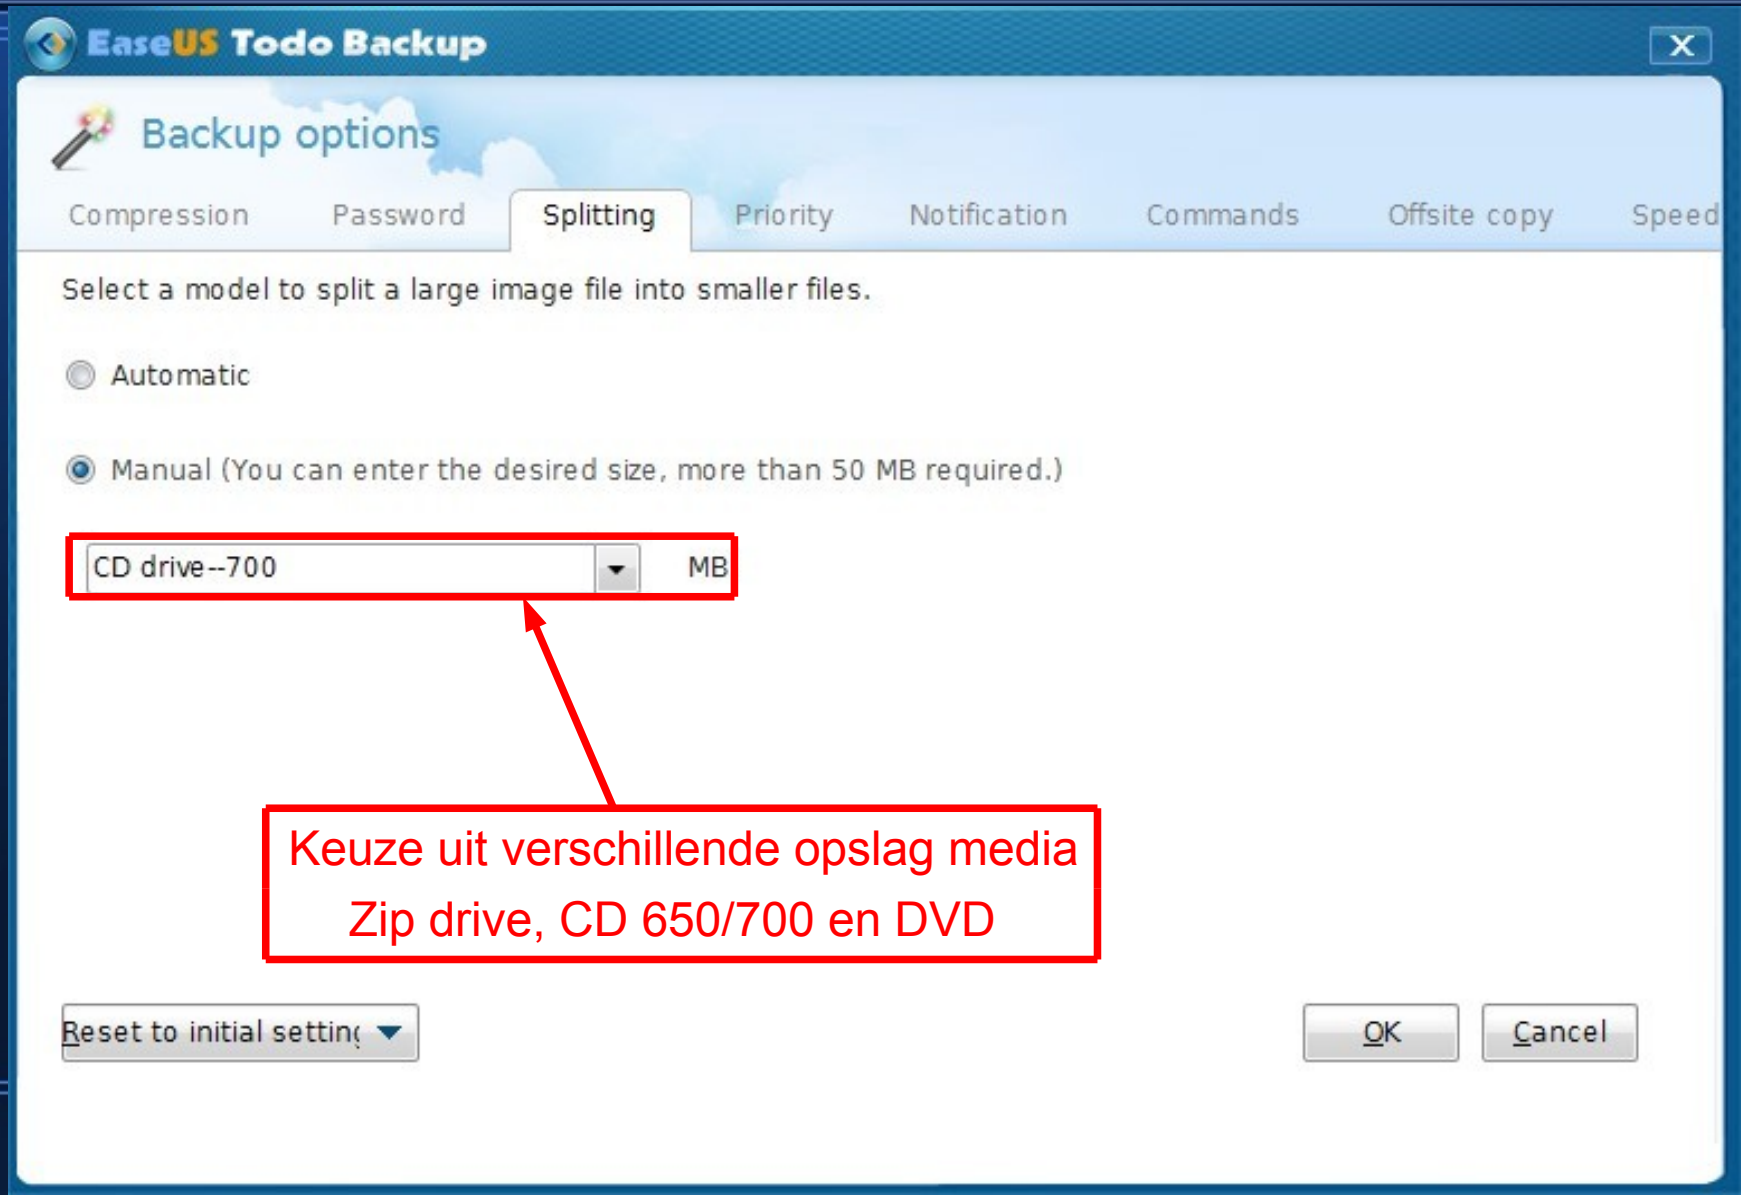 EaseUS Todo Backup
X
Backup options
Compression Password Splitting Priority Notification Commands Offsite copy Speed
Select a model to split a large image file into smaller files.
Automatic
Manual (You can enter the desired size, more than 50 MB required.)
CD drive--700 MB
Keuze uit verschillende opslag media
Zip drive, CD 650/700 en DVD
Reset to initial setting OK Cancel